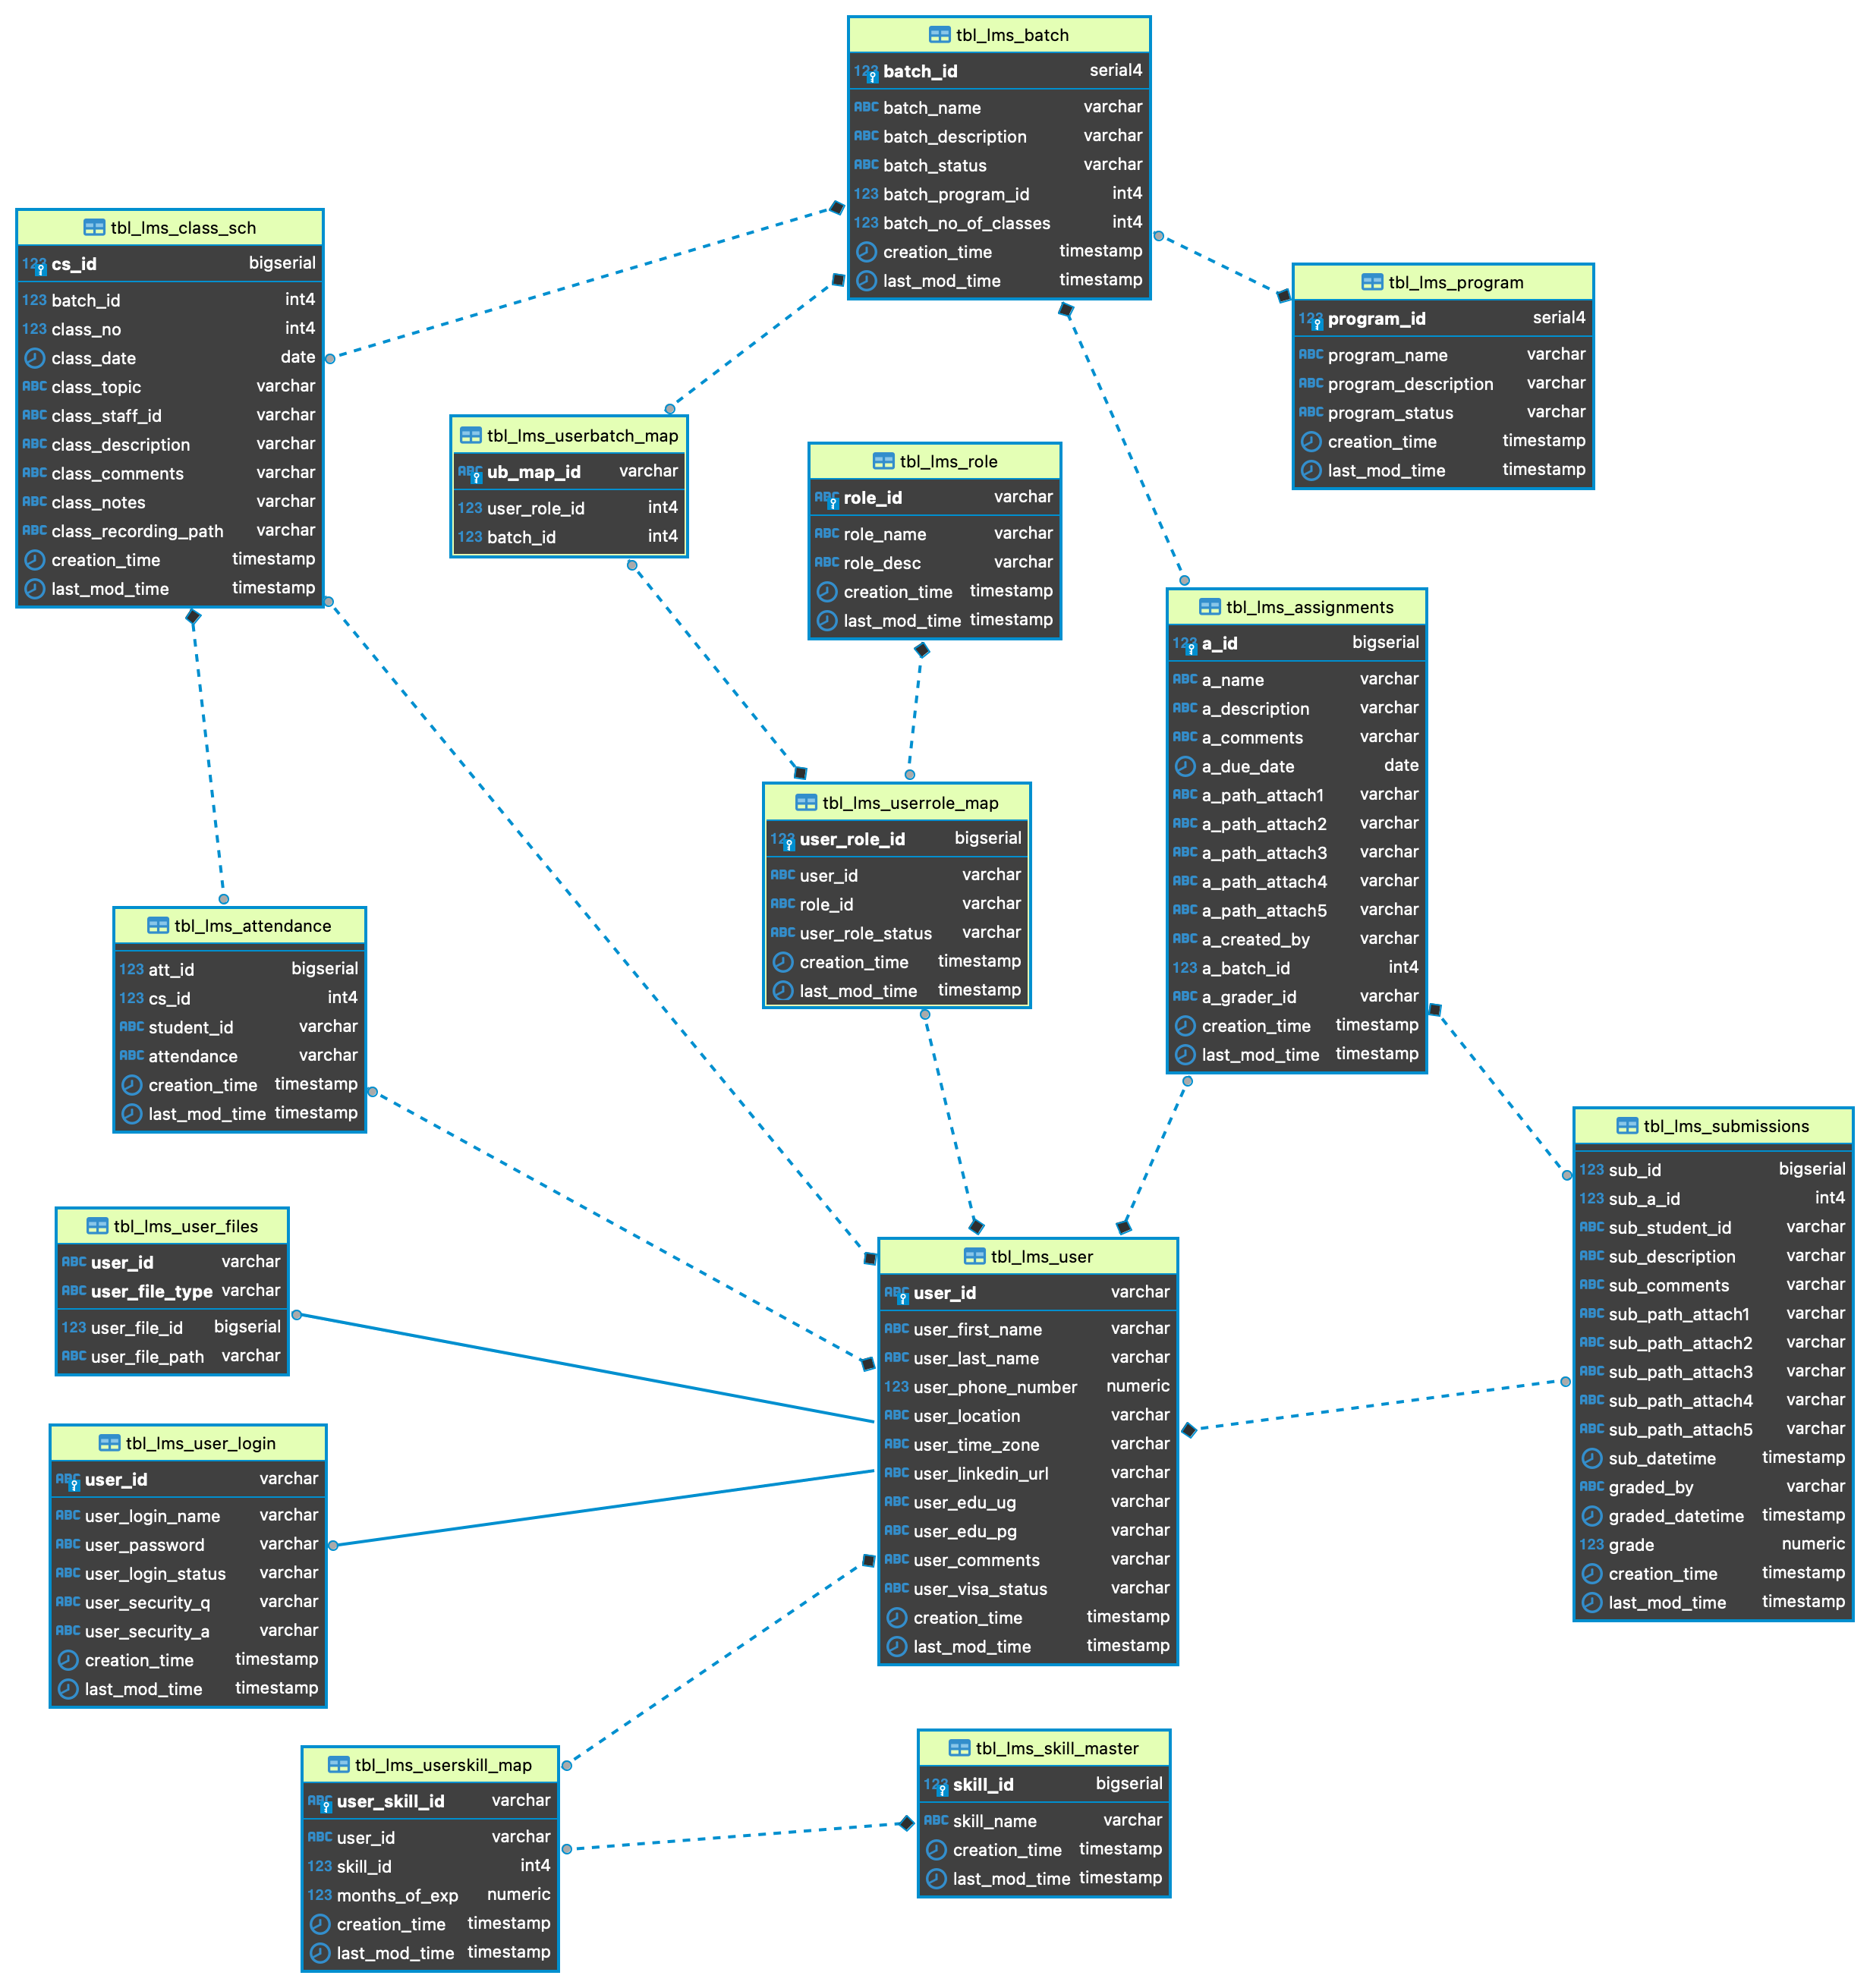 tbl_lms_batch
batch_id serial4
batch_name varchar
batch_description varchar
batch_status varchar
batch_program_id int4
batch_no_of_classes int4
creation_time timestamp
last_mod_time timestamp
tbl_lms_class_sch
cs_id bigserial
batch_id int4
class_no int4
class_date date
class_topic varchar
class_staff_id varchar
class_description varchar
class_comments varchar
class_notes varchar
class_recording_path varchar
creation_time timestamp
last_mod_time timestamp
tbl_lms_program
program_id serial4
program_name varchar
program_description varchar
program_status varchar
creation_time timestamp
last_mod_time timestamp
tbl_lms_userbatch_map
ub_map_id varchar
user_role_id int4
batch_id int4
tbl_lms_role
role_id varchar
role_name varchar
role_desc varchar
creation_time timestamp
last_mod_time timestamp
tbl_lms_assignments
a_id bigserial
a_name varchar
a_description varchar
a_comments varchar
a_due_date date
a_path_attach1 varchar
a_path_attach2 varchar
a_path_attach3 varchar
a_path_attach4 varchar
a_path_attach5 varchar
a_created_by varchar
a_batch_id int4
a_grader_id varchar
creation_time timestamp
last_mod_time timestamp
tbl_lms_userrole_map
user_role_id bigserial
user_id varchar
role_id varchar
user_role_status varchar
creation_time timestamp
last_mod_time timestamp
tbl_lms_attendance
att_id bigserial
cs_id int4
student_id varchar
attendance varchar
creation_time timestamp
last_mod_time timestamp
tbl_lms_submissions
sub_id bigserial
sub_a_id int4
sub_student_id varchar
sub_description varchar
sub_comments varchar
sub_path_attach1 varchar
sub_path_attach2 varchar
sub_path_attach3 varchar
sub_path_attach4 varchar
sub_path_attach5 varchar
sub_datetime timestamp
graded_by varchar
graded_datetime timestamp
grade numeric
creation_time timestamp
last_mod_time timestamp
tbl_lms_user_files
user_id varchar
user_file_type varchar
user_file_id bigserial
user_file_path varchar
tbl_lms_user
user_id varchar
user_first_name varchar
user_last_name varchar
user_phone_number numeric
user_location varchar
user_time_zone varchar
user_linkedin_url varchar
user_edu_ug varchar
user_edu_pg varchar
user_comments varchar
user_visa_status varchar
creation_time timestamp
last_mod_time timestamp
tbl_lms_user_login
user_id varchar
user_login_name varchar
user_password varchar
user_login_status varchar
user_security_q varchar
user_security_a varchar
creation_time timestamp
last_mod_time timestamp
tbl_lms_userskill_map
user_skill_id varchar
user_id varchar
skill_id int4
months_of_exp numeric
creation_time timestamp
last_mod_time timestamp
tbl_lms_skill_master
skill_id bigserial
skill_name varchar
creation_time timestamp
last_mod_time timestamp